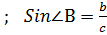 ; Sin∠B = b/c